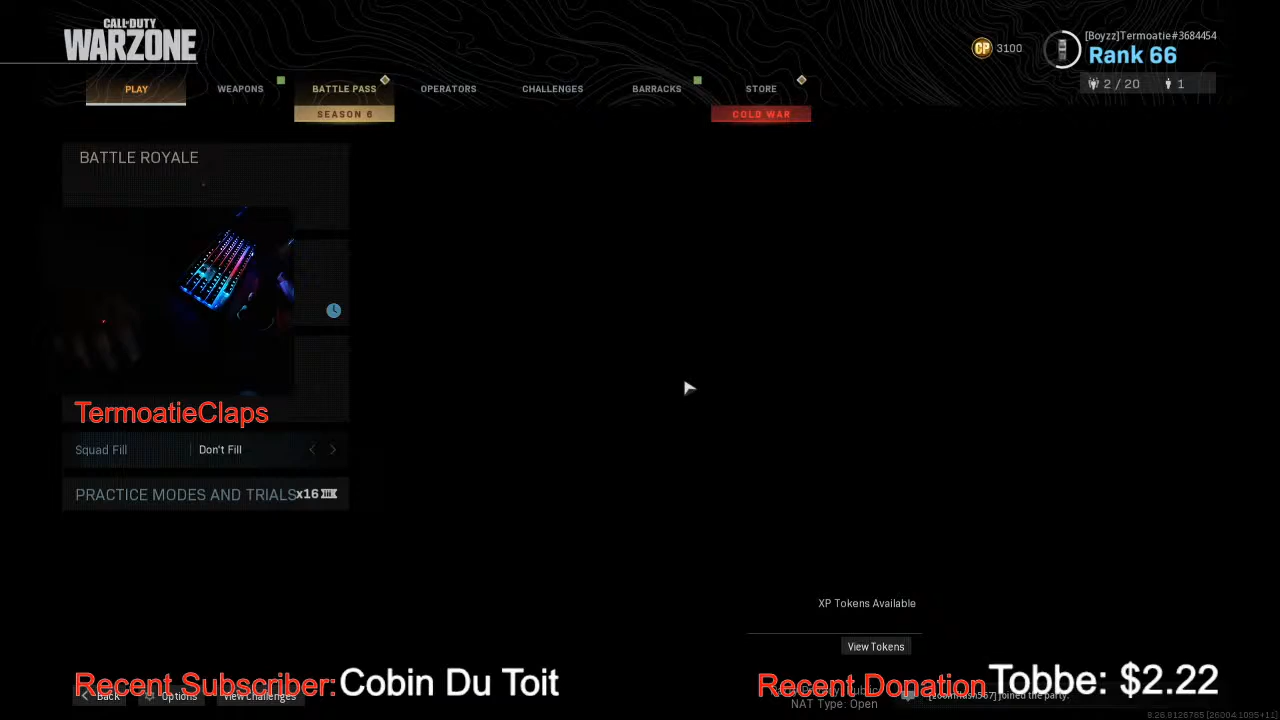 CALL OF DUTY
WARZONE
CP 3100
[Boyzz]Termoatie#3684454
Rank 66
2 / 20 1
PLAY WEAPONS BATTLE PASS OPERATORS CHALLENGES BARRACKS STORE
SEASON 6 COLD WAR
BATTLE ROYALE
TermoatieClaps
Squad Fill Don't Fill
PRACTICE MODES AND TRIALS x16
XP Tokens Available
View Tokens
Recent Subscriber: Cobin Du Toit
Recent Donation Tobbe: $2.22
Back Options View Challenges
joined the party.
NAT Type: Open